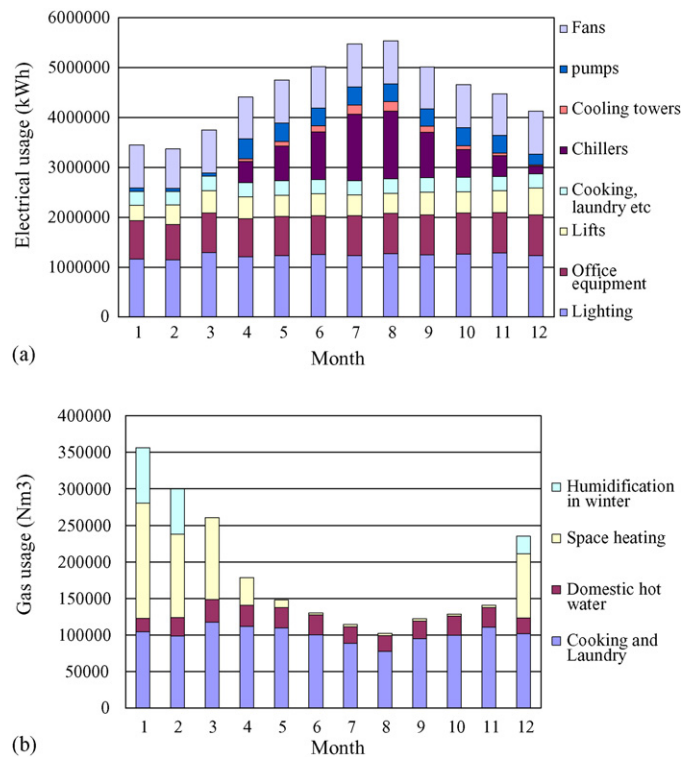 6000000
5000000
4000000
3000000
2000000
1000000
0
Electrical usage (kWh)
1 2 3 4 5 6 7 8 9 10 11 12
Month
Fans
pumps
Cooling towers
Chillers
Cooking,
laundry etc
Lifts
Office
equipment
Lighting
(a)
400000
350000
300000
250000
200000
150000
100000
50000
0
Gas usage (Nm3)
1 2 3 4 5 6 7 8 9 10 11 12
Month
Humidification
in winter
Space heating
Domestic hot
water
Cooking and
Laundry
(b)